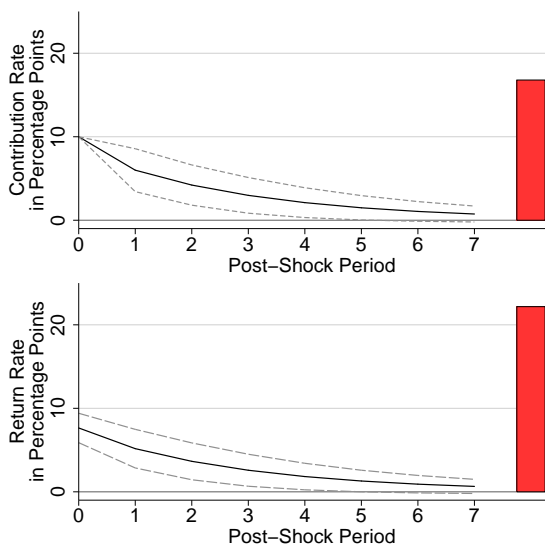 Contribution Rate
in Percentage Points
20
10
0
0 1 2 3 4 5 6 7
Post−Shock Period
Return Rate
in Percentage Points
20
10
0
0 1 2 3 4 5 6 7
Post−Shock Period